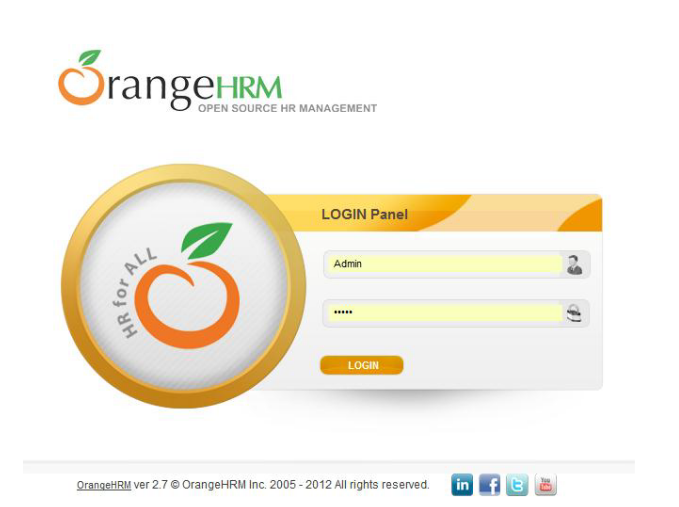 OrangeHRM
OPEN SOURCE HR MANAGEMENT
HR for ALL
LOGIN Panel
Admin
•••••
LOGIN
OrangeHRM ver 2.7 © OrangeHRM Inc. 2005 - 2012 All rights reserved.
in f t You Tube